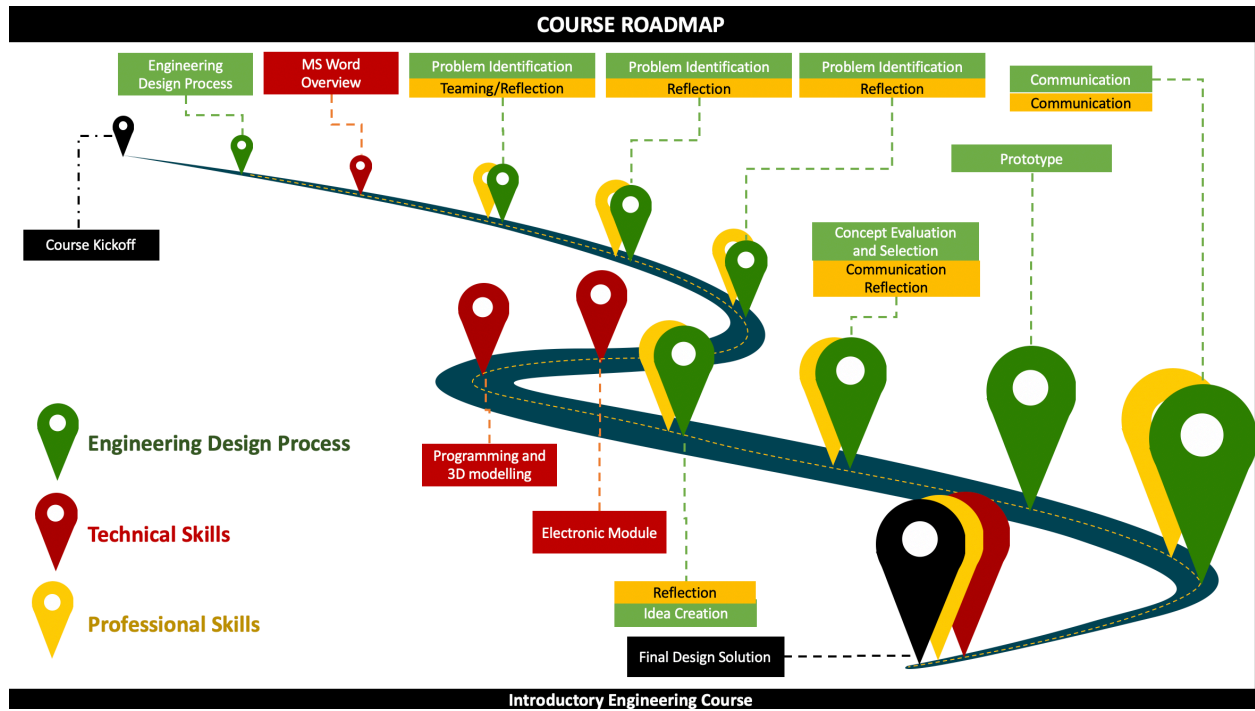 COURSE ROADMAP
Engineering
Design Process
MS Word
Overview
Problem Identification
Teaming/Reflection
Problem Identification
Reflection
Problem Identification
Reflection
Communication
Communication
Prototype
Course Kickoff
Concept Evaluation
and Selection
Communication
Reflection
Programming and
3D modelling
Electronic Module
Reflection
Idea Creation
Final Design Solution
Engineering Design Process
Technical Skills
Professional Skills
Introductory Engineering Course